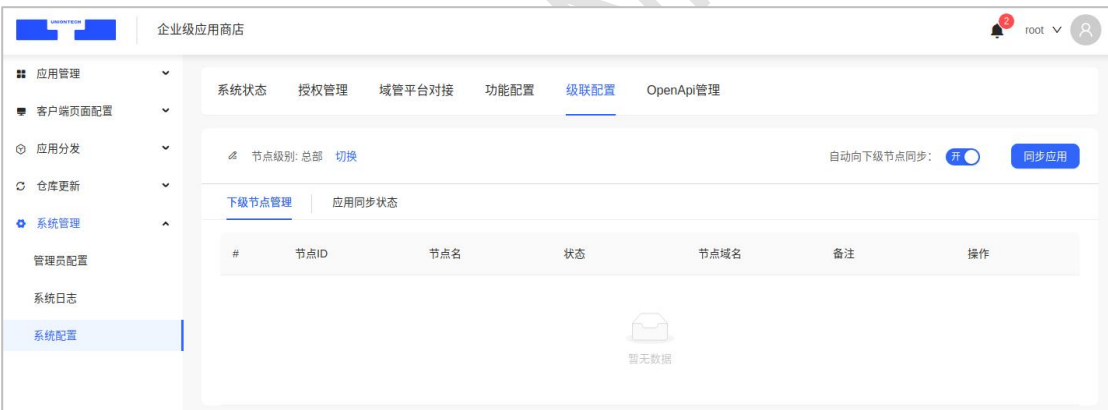 UNIONTECH
企业级应用商店
2
root
应用管理
客户端页面配置
应用分发
仓库更新
系统管理
管理员配置
系统日志
系统配置
系统状态 授权管理 域管平台对接 功能配置 级联配置 OpenApi管理
节点级别: 总部 切换
自动向下级节点同步: 开 同步应用
下级节点管理 应用同步状态
# 节点ID 节点名 状态 节点域名 备注 操作
暂无数据